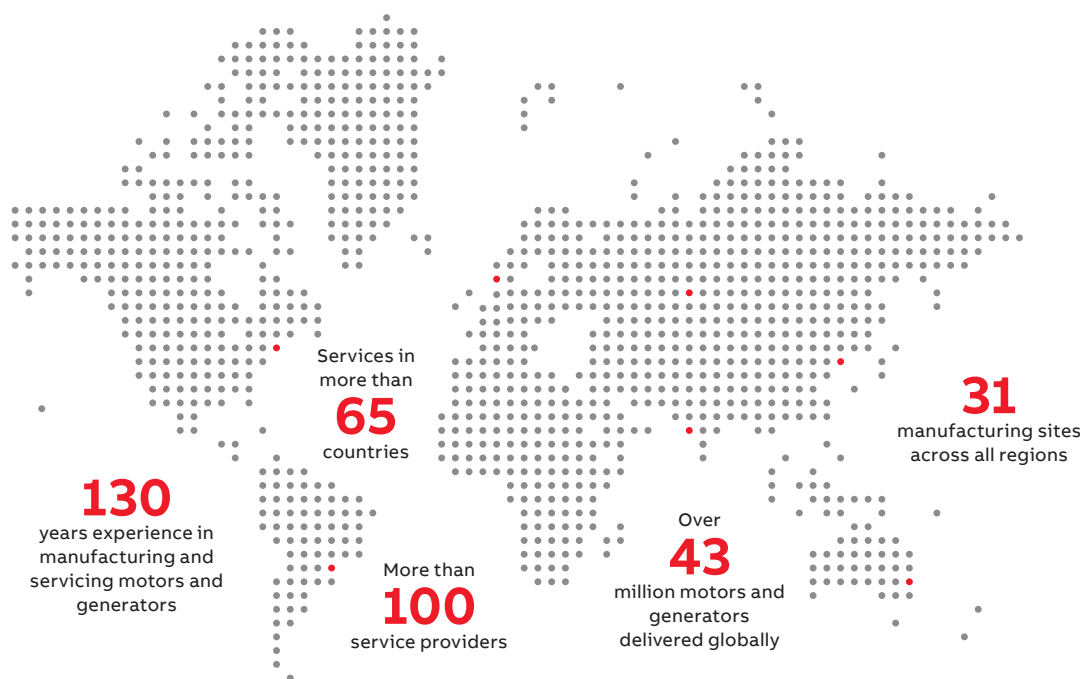 Services in
more than
65
countries
31
manufacturing sites
across all regions
130
years experience in
manufacturing and
servicing motors and
generators
More than
100
service providers
Over
43
million motors and
generators
delivered globally